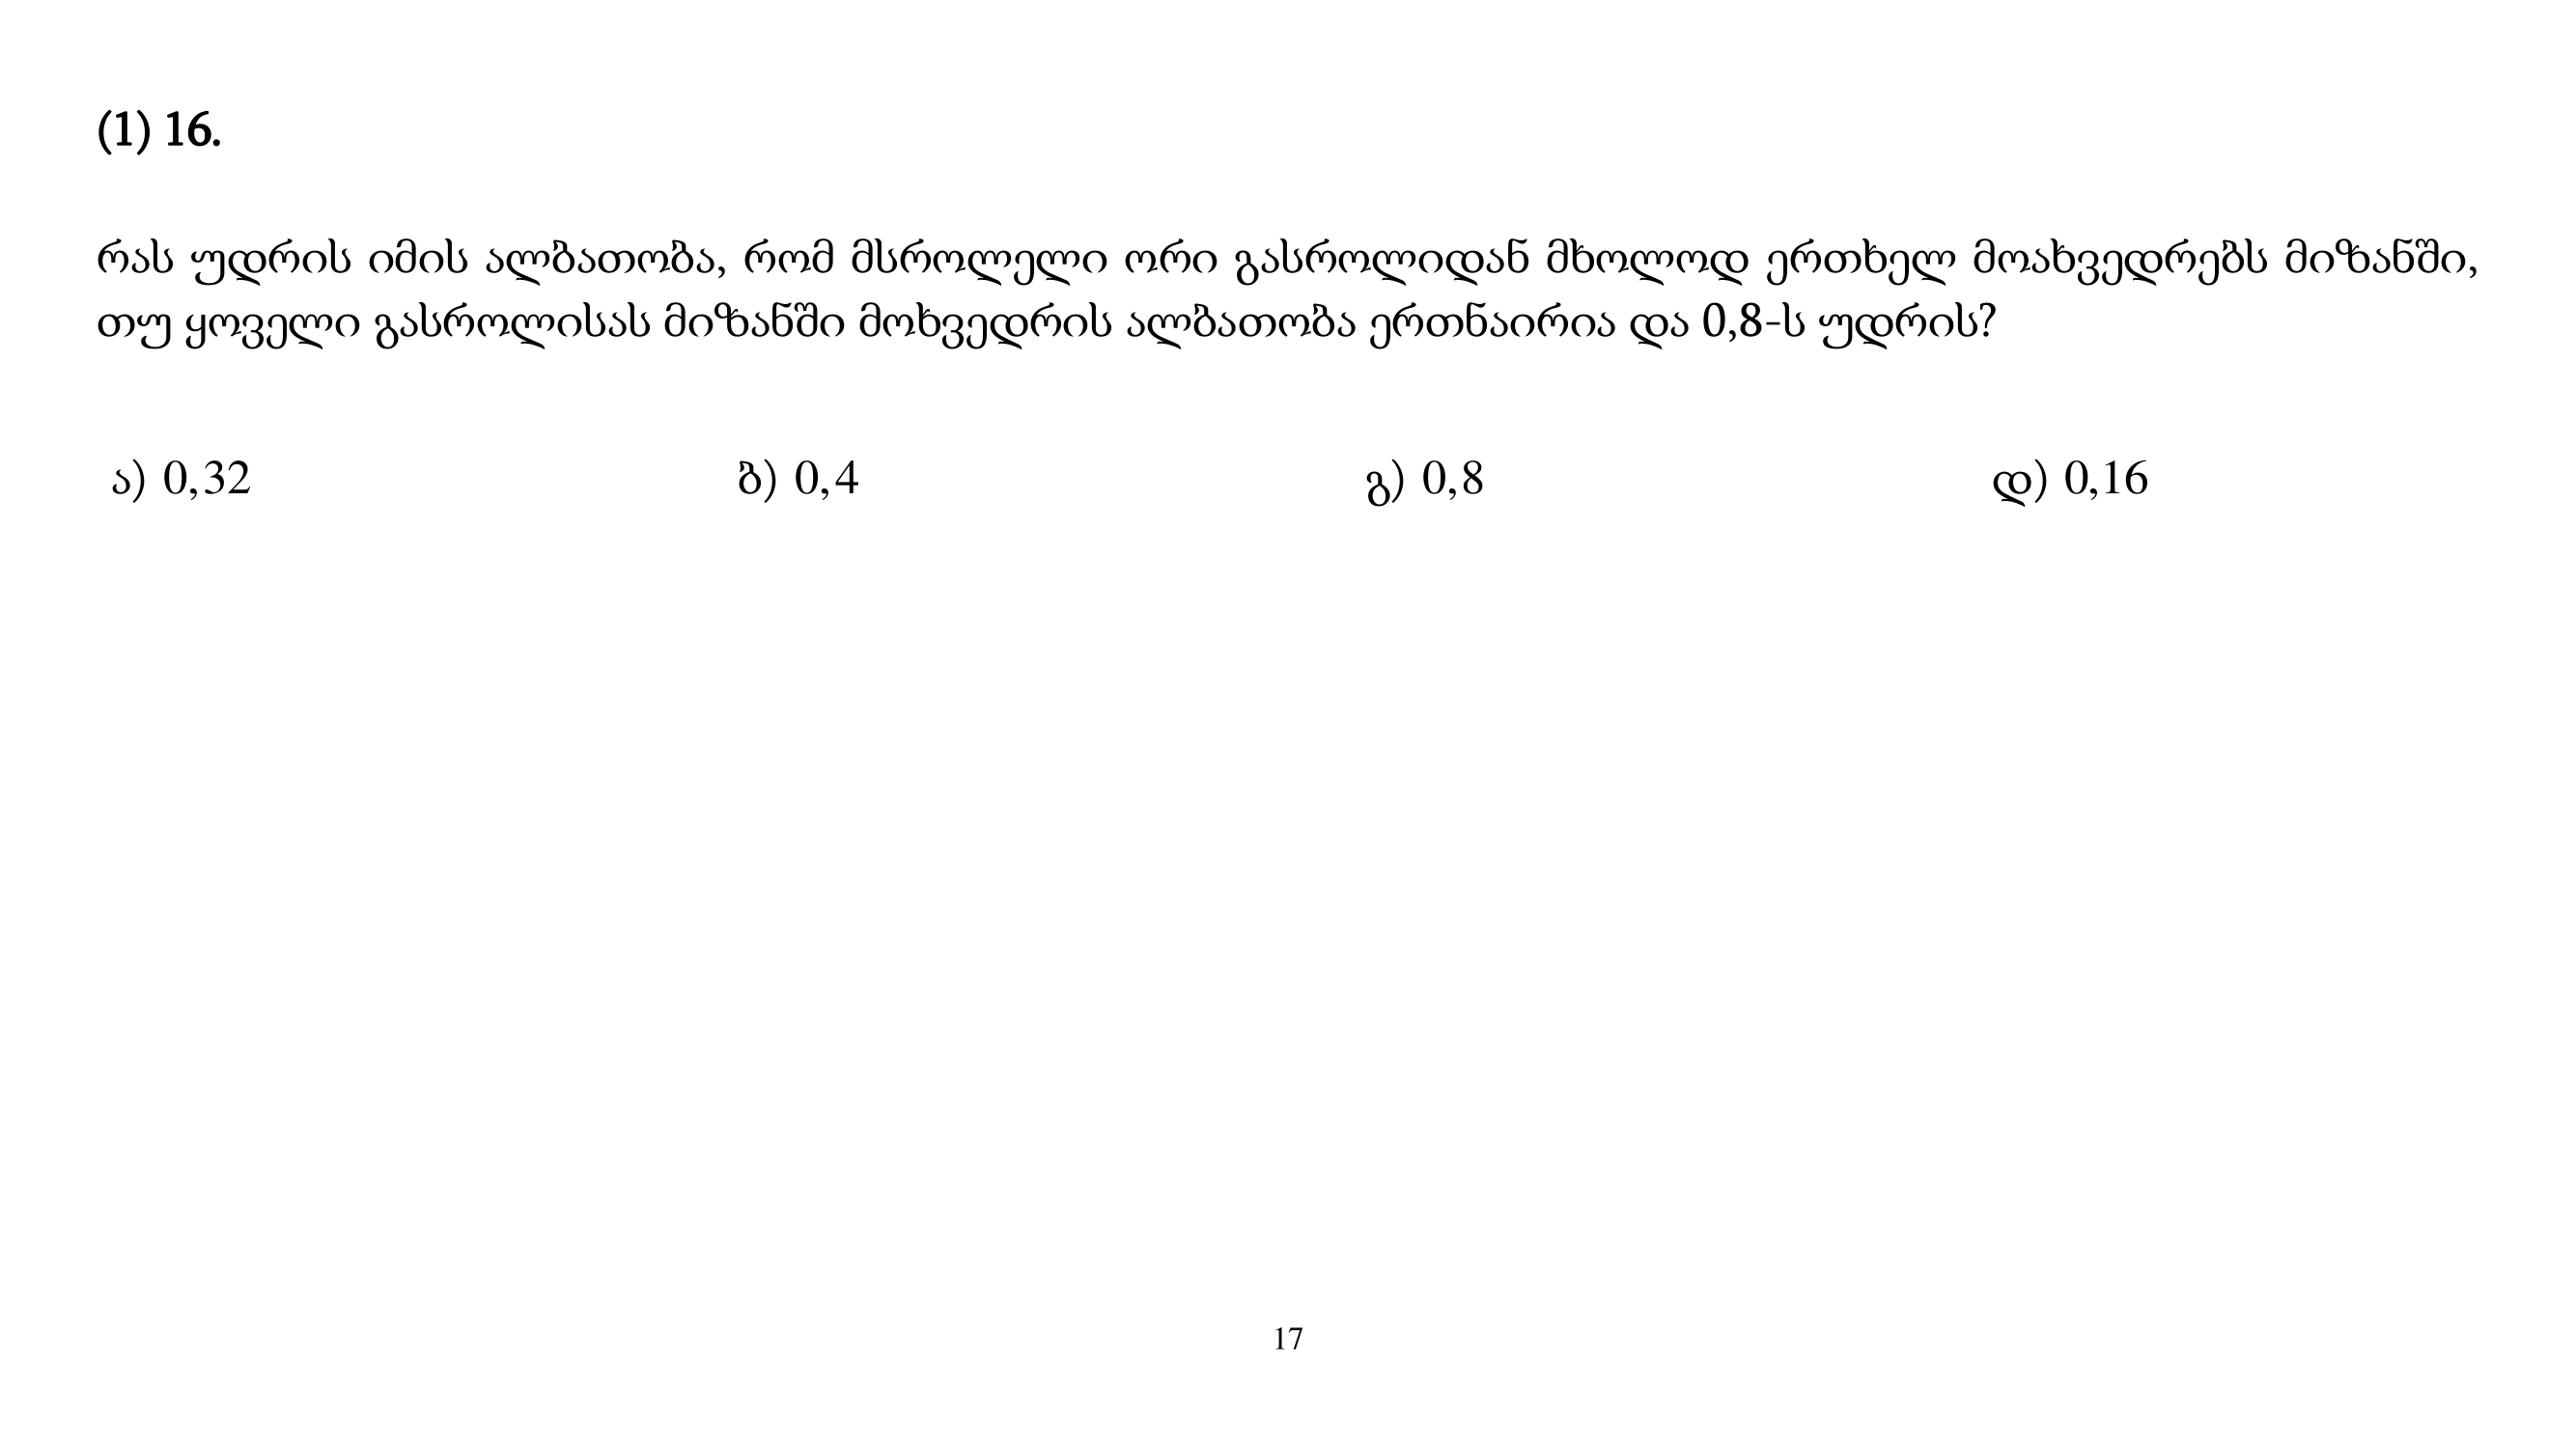 (1) 16.
რას უდრის იმის ალბათობა, რომ მსროლელი ორი გასროლიდან მხოლოდ ერთხელ მოახვედრებს მიზანში,
თუ ყოველი გასროლისას მიზანში მოხვედრის ალბათობა ერთნაირია და 0,8-ს უდრის?
ა) 0,32 ბ) 0,4 გ) 0,8 დ) 0,16
17